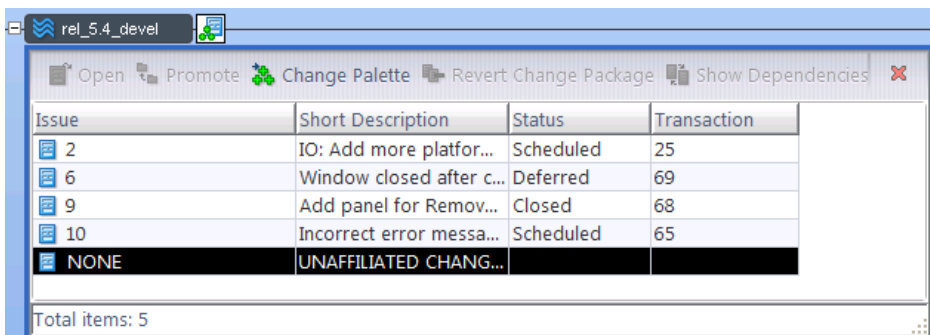 rel_5.4_devel
Open Promote Change Palette Revert Change Package Show Dependencies
Issue Short Description Status Transaction
2 IO: Add more platfor... Scheduled 25
6 Window closed after c... Deferred 69
9 Add panel for Remov... Closed 68
10 Incorrect error messa... Scheduled 65
NONE UNAFFILIATED CHANG...
Total items: 5